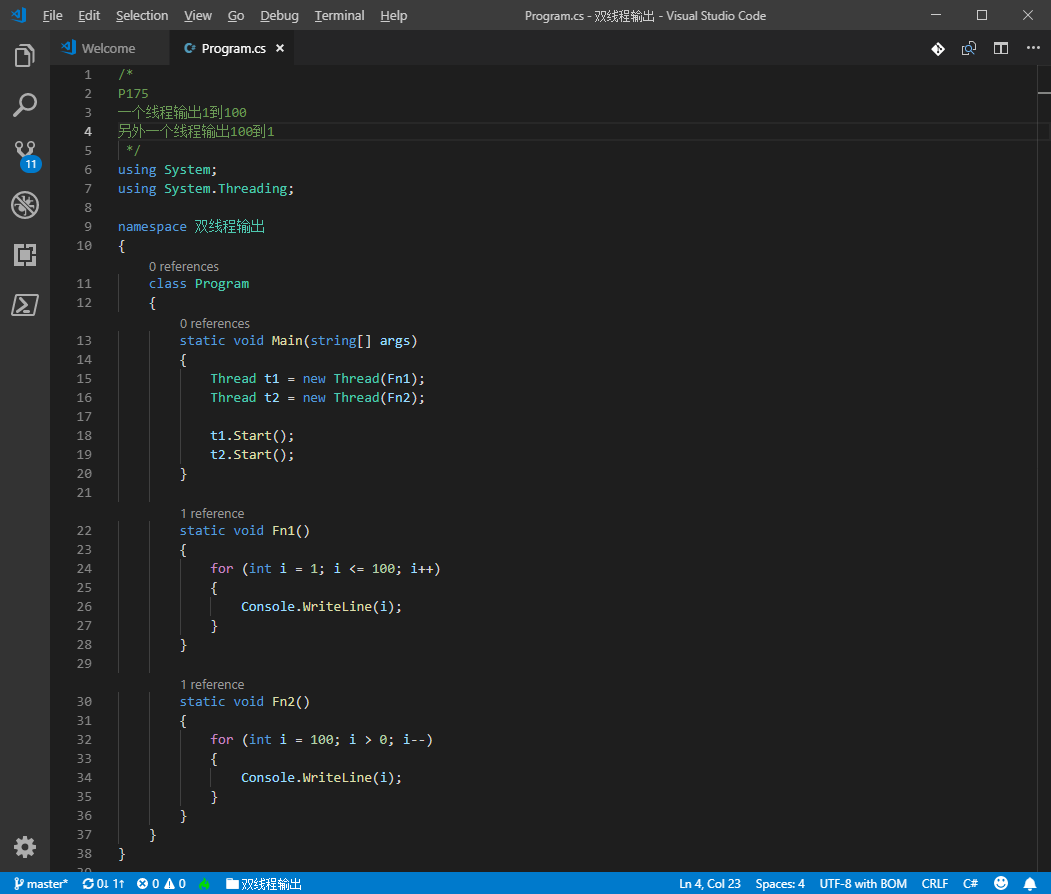 File Edit Selection View Go Debug Terminal Help Program.cs - 双线程输出 - Visual Studio Code
Welcome Program.cs
1 /*
2 P175
3 一个线程输出1到100
4 另外一个线程输出100到1
5 */
6 using System;
7 using System.Threading;
8
9 namespace 双线程输出
10 {
0 references
11 class Program
12 {
0 references
13 static void Main(string[] args)
14 {
15 Thread t1 = new Thread(Fn1);
16 Thread t2 = new Thread(Fn2);
17
18 t1.Start();
19 t2.Start();
20 }
21
1 reference
22 static void Fn1()
23 {
24 for (int i = 1; i <= 100; i++)
25 {
26 Console.WriteLine(i);
27 }
28 }
29
1 reference
30 static void Fn2()
31 {
32 for (int i = 100; i > 0; i--)
33 {
34 Console.WriteLine(i);
35 }
36 }
37 }
38 }
11
master* 0↓ 1↑ 0 0 双线程输出 Ln 4, Col 23 Spaces: 4 UTF-8 with BOM CRLF C#